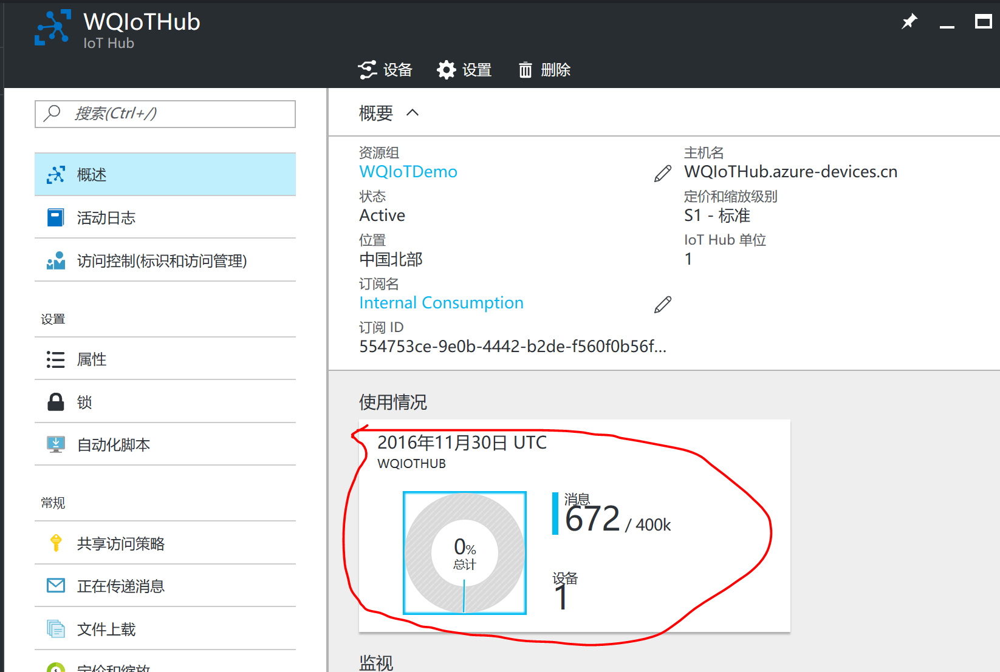 WQIoTHub
IoT Hub
设备 设置 删除
搜索(Ctrl+/)
概述
活动日志
访问控制(标识和访问管理)
设置
属性
锁
自动化脚本
常规
共享访问策略
正在传递消息
文件上载
定价和缩放
概要
资源组
WQIoTDemo
状态
Active
位置
中国北部
订阅名
Internal Consumption
订阅 ID
554753ce-9e0b-4442-b2de-f560f0b56f...
主机名
WQIoTHub.azure-devices.cn
定价和缩放级别
S1 - 标准
IoT Hub 单位
1
使用情况
2016年11月30日 UTC
WQIOTHUB
0%
总计
消息
672 / 400k
设备
1
监视